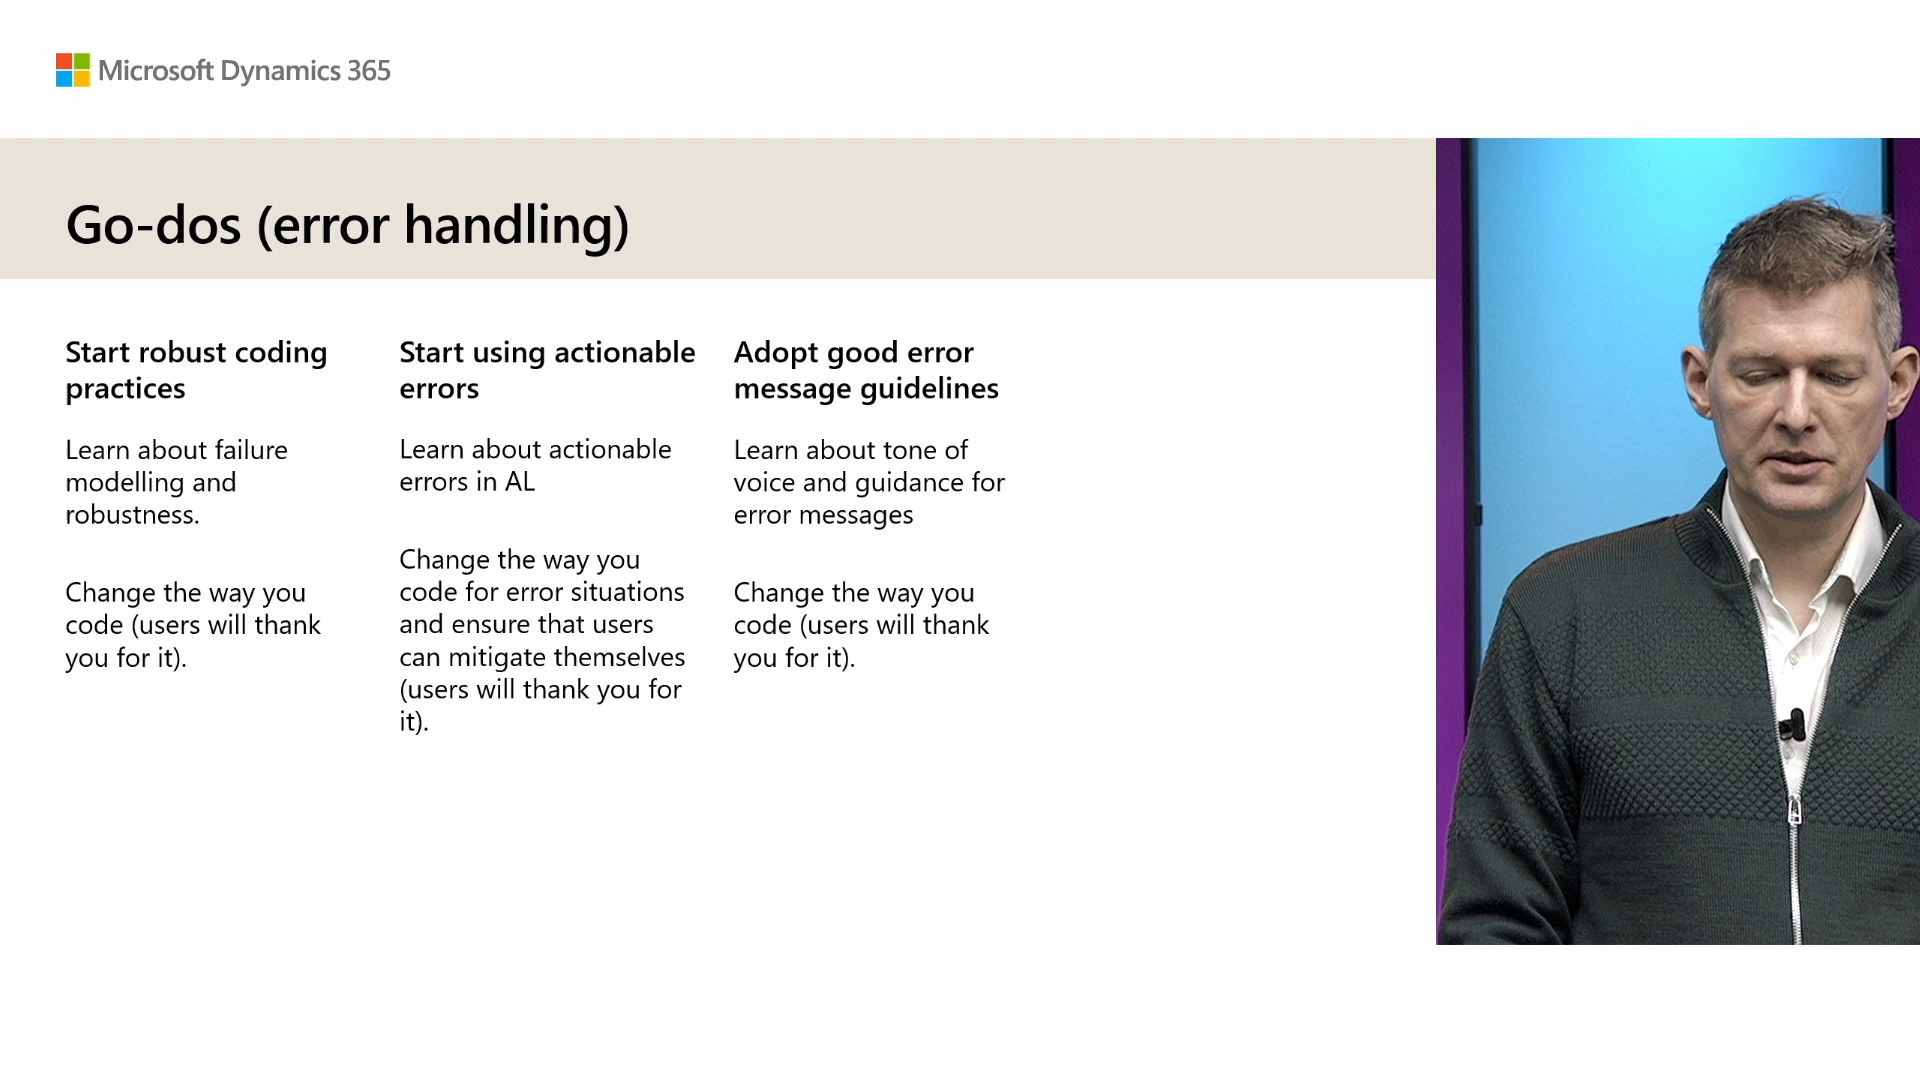 Microsoft Dynamics 365
Go-dos (error handling)
Start robust coding
practices
Learn about failure
modelling and
robustness.
Change the way you
code (users will thank
you for it).
Start using actionable
errors
Learn about actionable
errors in AL
Change the way you
code for error situations
and ensure that users
can mitigate themselves
(users will thank you for
it).
Adopt good error
message guidelines
Learn about tone of
voice and guidance for
error messages
Change the way you
code (users will thank
you for it).